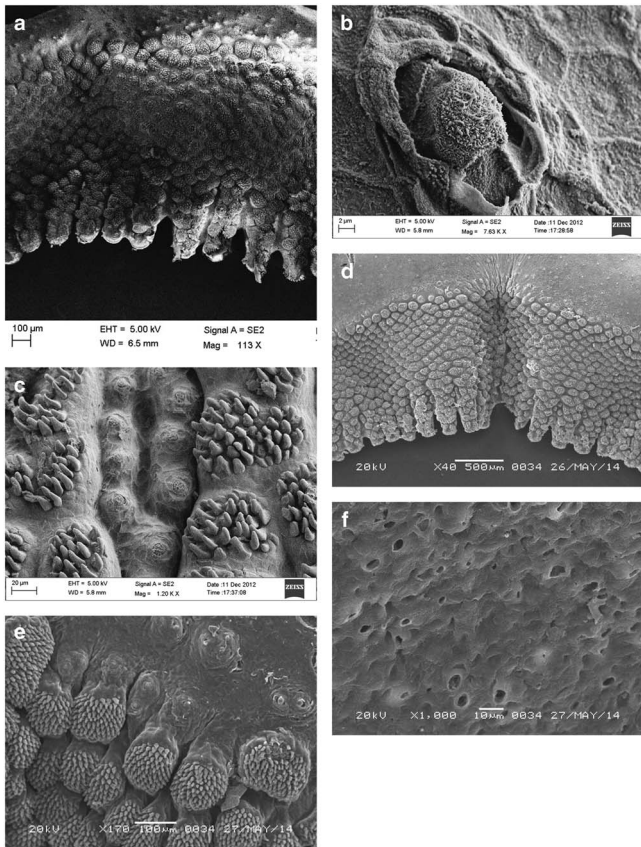 a
100 µm
EHT = 5.00 kV
WD = 6.5 mm
Signal A = SE2
Mag = 113 X
b
2 µm
EHT = 5.00 kV
WD = 5.8 mm
Signal A = SE2
Mag = 7.63 K X
Date :11 Dec 2012
Time :17:28:58
ZEISS
c
20 µm
EHT = 5.00 kV
WD = 5.8 mm
Signal A = SE2
Mag = 1.20 K X
Date :11 Dec 2012
Time :17:37:08
ZEISS
d
20kV X40 500µm 0034 26/MAY/14
e
20kV X170 100µm 0034 27/MAY/14
f
20kV X1,000 10µm 0034 27/MAY/14